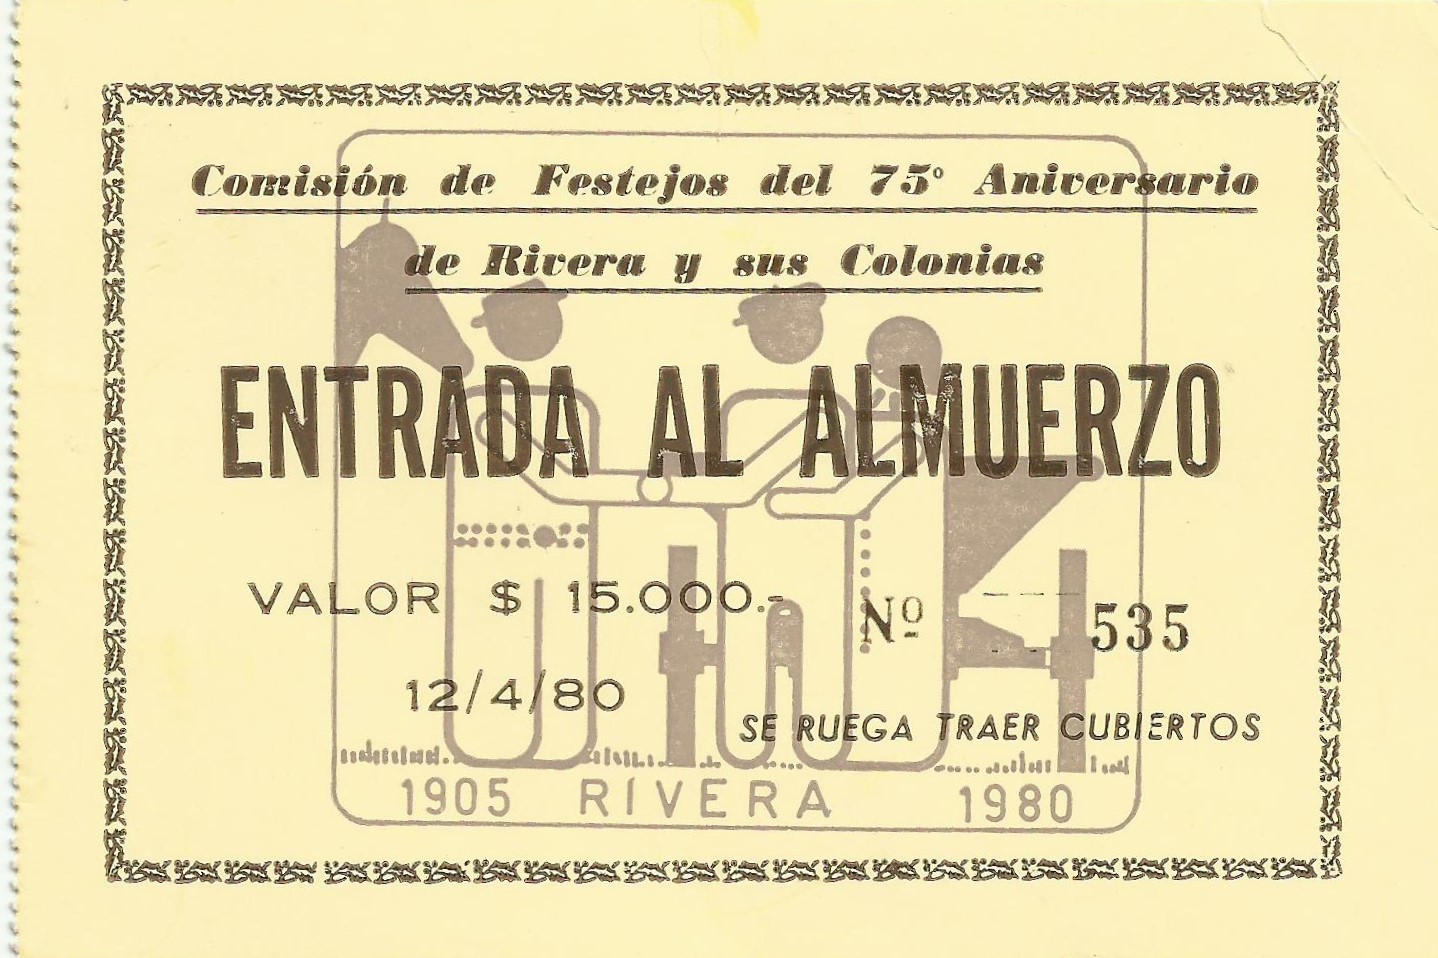 Comisión de Festejos del 75º Aniversario
de Rivera y sus Colonias
ENTRADA AL ALMUERZO
VALOR $ 15.000.-
Nº 535
12/4/80
SE RUEGA TRAER CUBIERTOS
1905 RIVERA 1980